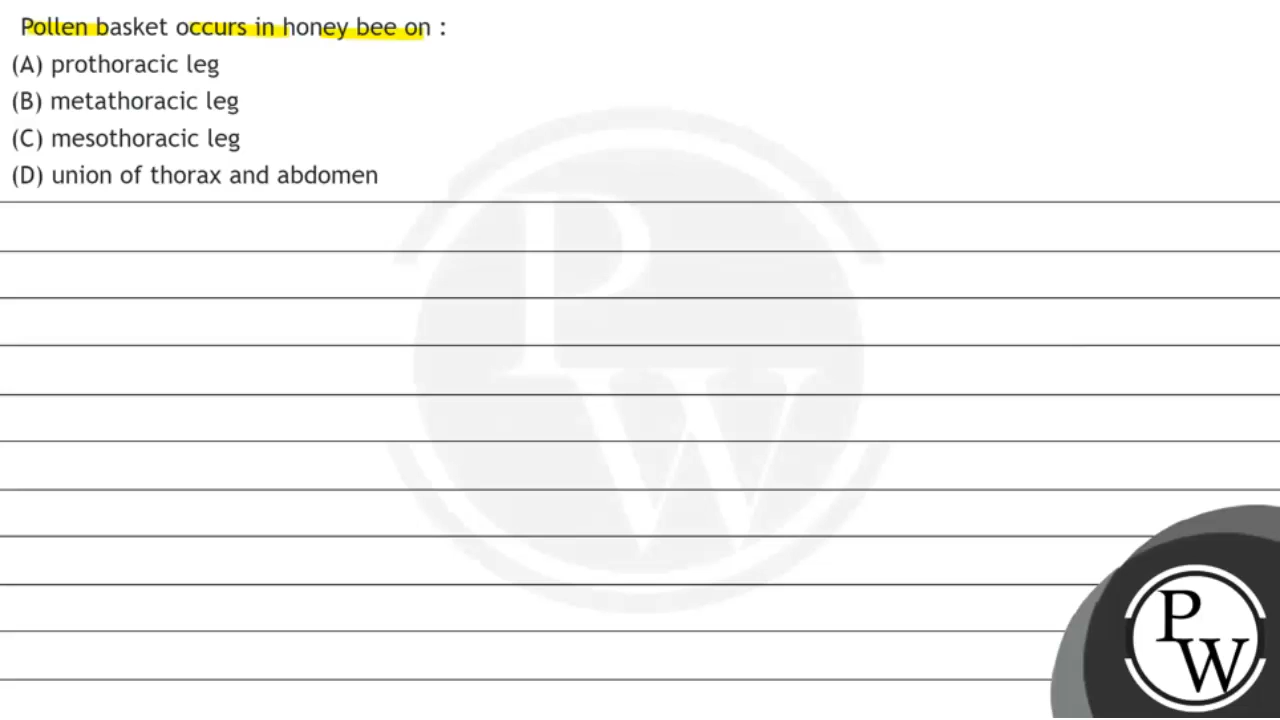 Pollen basket occurs in honey bee on :
(A) prothoracic leg
(B) metathoracic leg
(C) mesothoracic leg
(D) union of thorax and abdomen
P
W
P
W